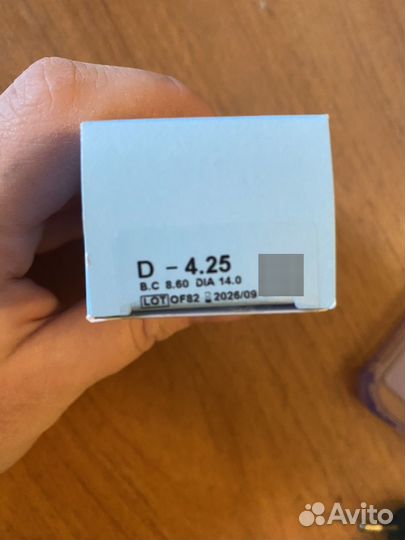 D - 4.25
B.C 8.60 DIA 14.0
LOT OF82 2026/09
Avito